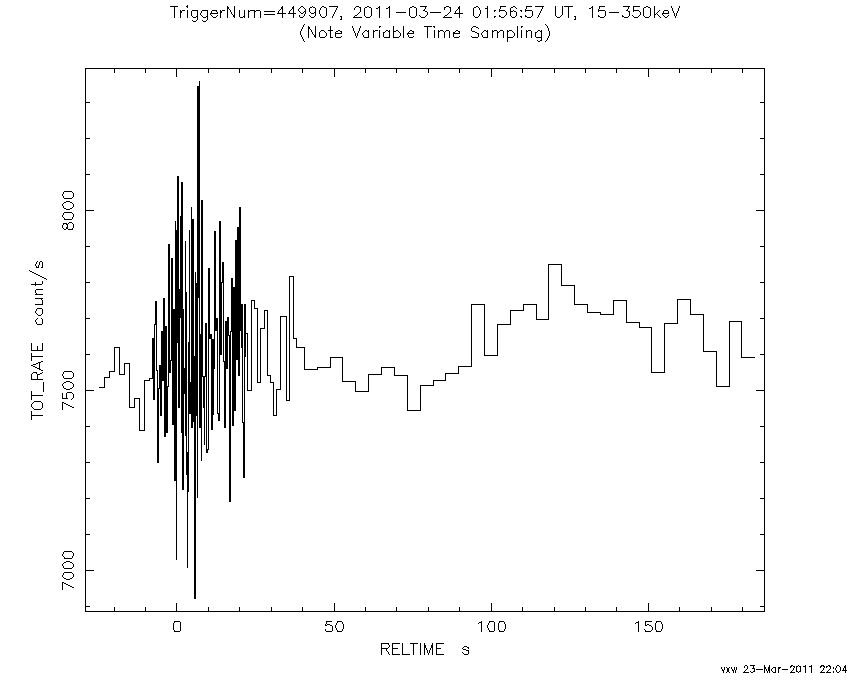 TriggerNum=449907, 2011-03-24 01:56:57 UT, 15-350keV
(Note Variable Time Sampling)
TOT_RATE count/s
8000
7500
7000
0 50 100 150
RELTIME s
vxw 23-Mar-2011 22:04